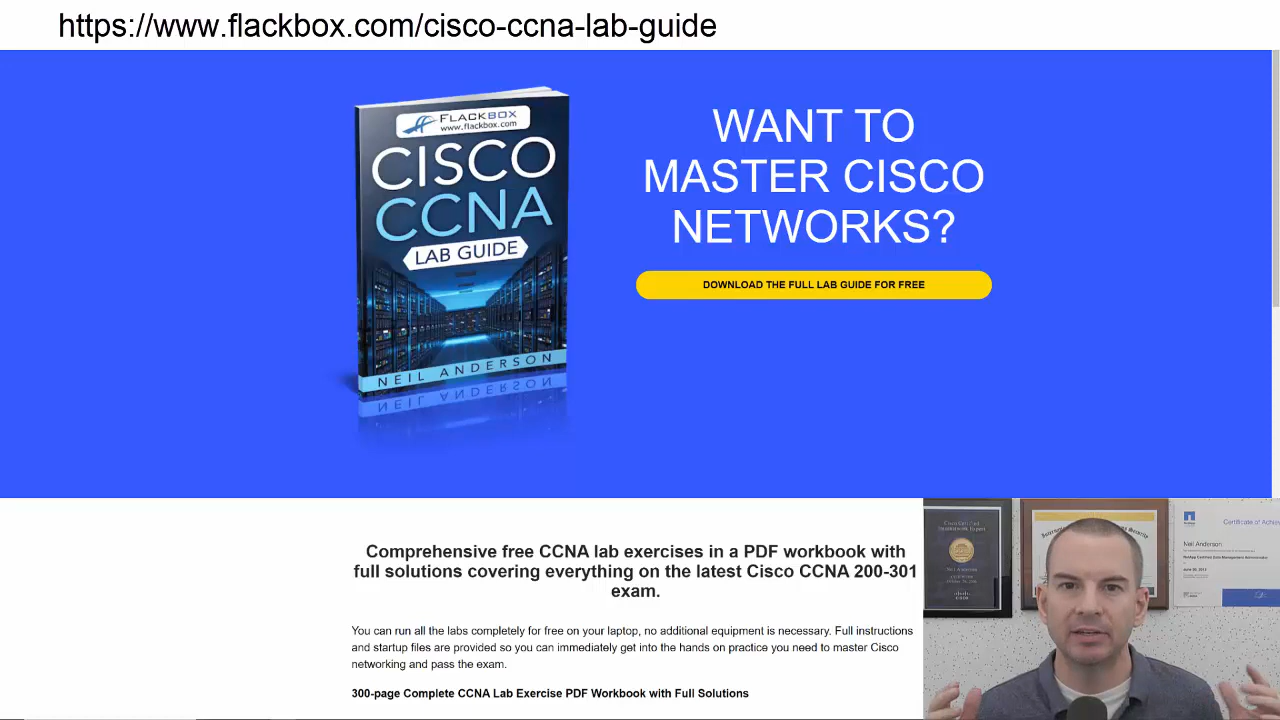 https://www.flackbox.com/cisco-ccna-lab-guide
FLACKBOX
www.flackbox.com
CISCO
CCNA
LAB GUIDE
NEIL ANDERSON
WANT TO
MASTER CISCO
NETWORKS?
DOWNLOAD THE FULL LAB GUIDE FOR FREE
Comprehensive free CCNA lab exercises in a PDF workbook with
full solutions covering everything on the latest Cisco CCNA 200-301
exam.
You can run all the labs completely for free on your laptop, no additional equipment is necessary. Full instructions
and startup files are provided so you can immediately get into the hands on practice you need to master Cisco
networking and pass the exam.
300-page Complete CCNA Lab Exercise PDF Workbook with Full Solutions
Certificate of Achie
Neil Anderson